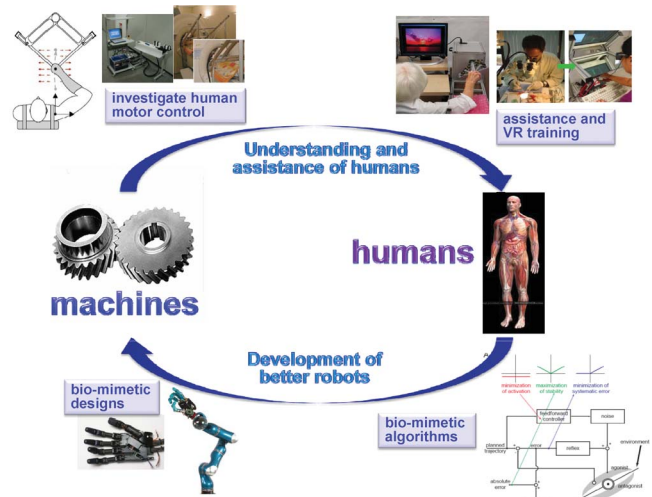 investigate human
motor control
assistance and
VR training
Understanding and
assistance of humans
machines
humans
Development of
better robots
bio-mimetic
designs
bio-mimetic
algorithms
minimization
of activation
maximization
of stability
minimization of
systematic error
feedforward
controller
noise
planned
trajectory
error
reflex
environment
absolute
error
agonist
antagonist